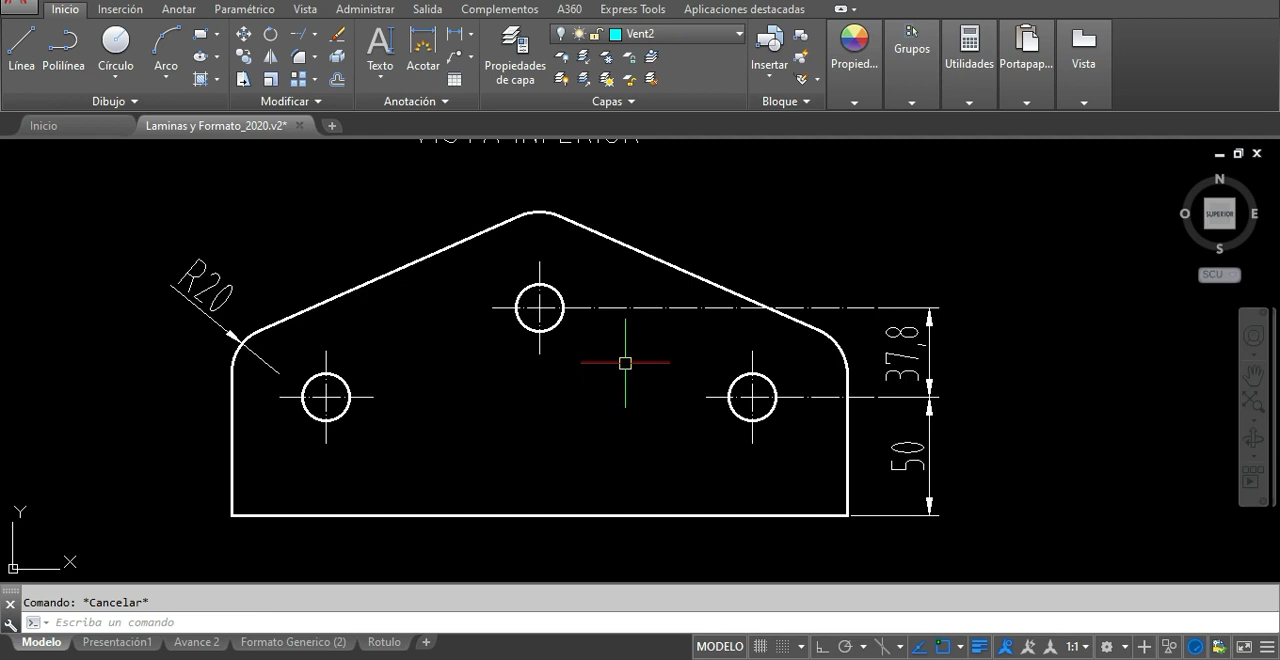 Inicio Inserción Anotar Paramétrico Vista Administrar Salida Complementos A360 Express Tools Aplicaciones destacadas
Línea Polilínea Círculo Arco
Texto Acotar
Propiedades de capa
Vent2
Insertar
Propied... Grupos Utilidades Portapap... Vista
Dibujo Modificar Anotación Capas Bloque
Inicio Laminas y Formato_2020.v2*
VISTA INFERIOR
N
O SUPERIOR E
S
SCU
R20
37,8
50
Y
X
Comando: *Cancelar*
Escriba un comando
Modelo Presentación1 Avance 2 Formato Generico (2) Rotulo
MODELO 1:1